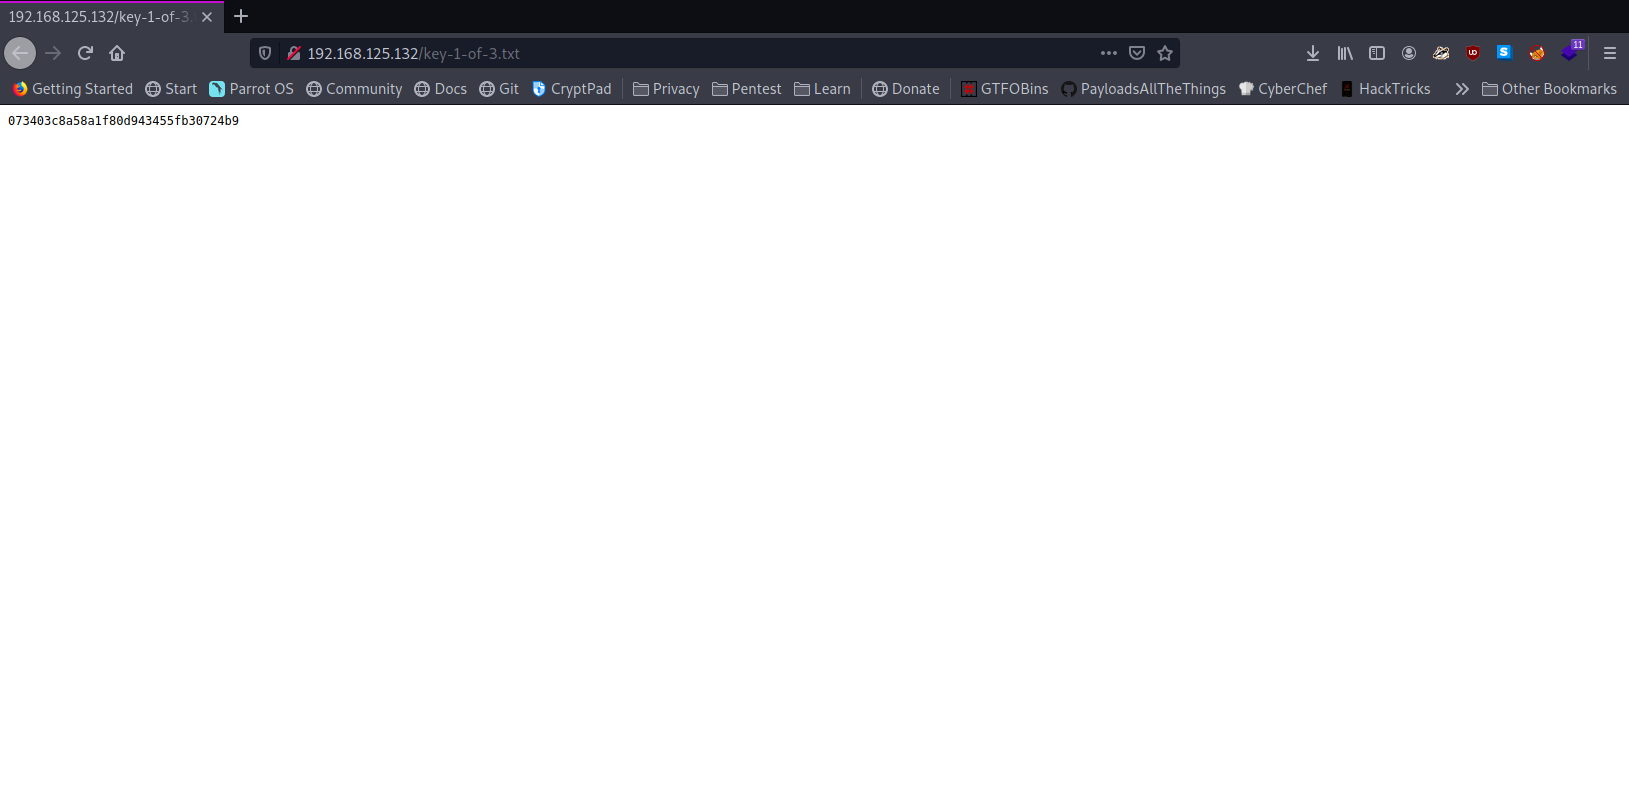 192.168.125.132/key-1-of-3.
192.168.125.132/key-1-of-3.txt
11
Getting Started Start Parrot OS Community Docs Git CryptPad Privacy Pentest Learn Donate GTFOBins PayloadsAllTheThings CyberChef HackTricks Other Bookmarks
073403c8a58a1f80d943455fb30724b9